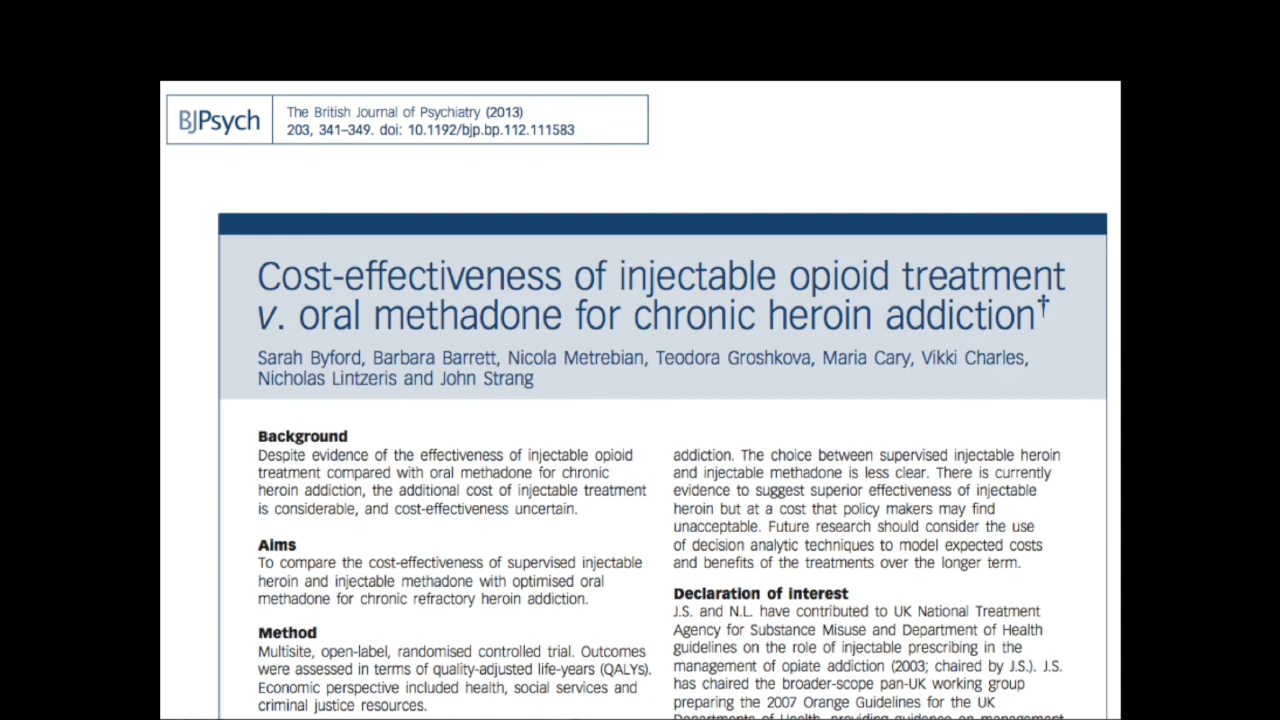 BJPsych
The British Journal of Psychiatry (2013)
203, 341–349. doi: 10.1192/bjp.bp.112.111583
Cost-effectiveness of injectable opioid treatment
v. oral methadone for chronic heroin addiction†
Sarah Byford, Barbara Barrett, Nicola Metrebian, Teodora Groshkova, Maria Cary, Vikki Charles,
Nicholas Lintzeris and John Strang
Background
Despite evidence of the effectiveness of injectable opioid
treatment compared with oral methadone for chronic
heroin addiction, the additional cost of injectable treatment
is considerable, and cost-effectiveness uncertain.
Aims
To compare the cost-effectiveness of supervised injectable
heroin and injectable methadone with optimised oral
methadone for chronic refractory heroin addiction.
Method
Multisite, open-label, randomised controlled trial. Outcomes
were assessed in terms of quality-adjusted life-years (QALYs).
Economic perspective included health, social services and
criminal justice resources.
addiction. The choice between supervised injectable heroin
and injectable methadone is less clear. There is currently
evidence to suggest superior effectiveness of injectable
heroin but at a cost that policy makers may find
unacceptable. Future research should consider the use
of decision analytic techniques to model expected costs
and benefits of the treatments over the longer term.
Declaration of interest
J.S. and N.L. have contributed to UK National Treatment
Agency for Substance Misuse and Department of Health
guidelines on the role of injectable prescribing in the
management of opiate addiction (2003; chaired by J.S.). J.S.
has chaired the broader-scope pan-UK working group
preparing the 2007 Orange Guidelines for the UK
Departments of Health, providing guidance on management